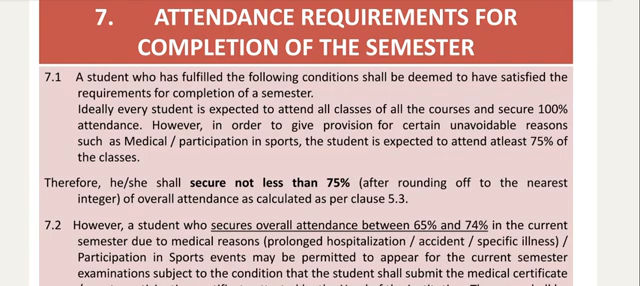 7. ATTENDANCE REQUIREMENTS FOR
COMPLETION OF THE SEMESTER
7.1 A student who has fulfilled the following conditions shall be deemed to have satisfied the
requirements for completion of a semester.
Ideally every student is expected to attend all classes of all the courses and secure 100%
attendance. However, in order to give provision for certain unavoidable reasons
such as Medical / participation in sports, the student is expected to attend atleast 75% of
the classes.
Therefore, he/she shall secure not less than 75% (after rounding off to the nearest
integer) of overall attendance as calculated as per clause 5.3.
7.2 However, a student who secures overall attendance between 65% and 74% in the current
semester due to medical reasons (prolonged hospitalization / accident / specific illness) /
Participation in Sports events may be permitted to appear for the current semester
examinations subject to the condition that the student shall submit the medical certificate